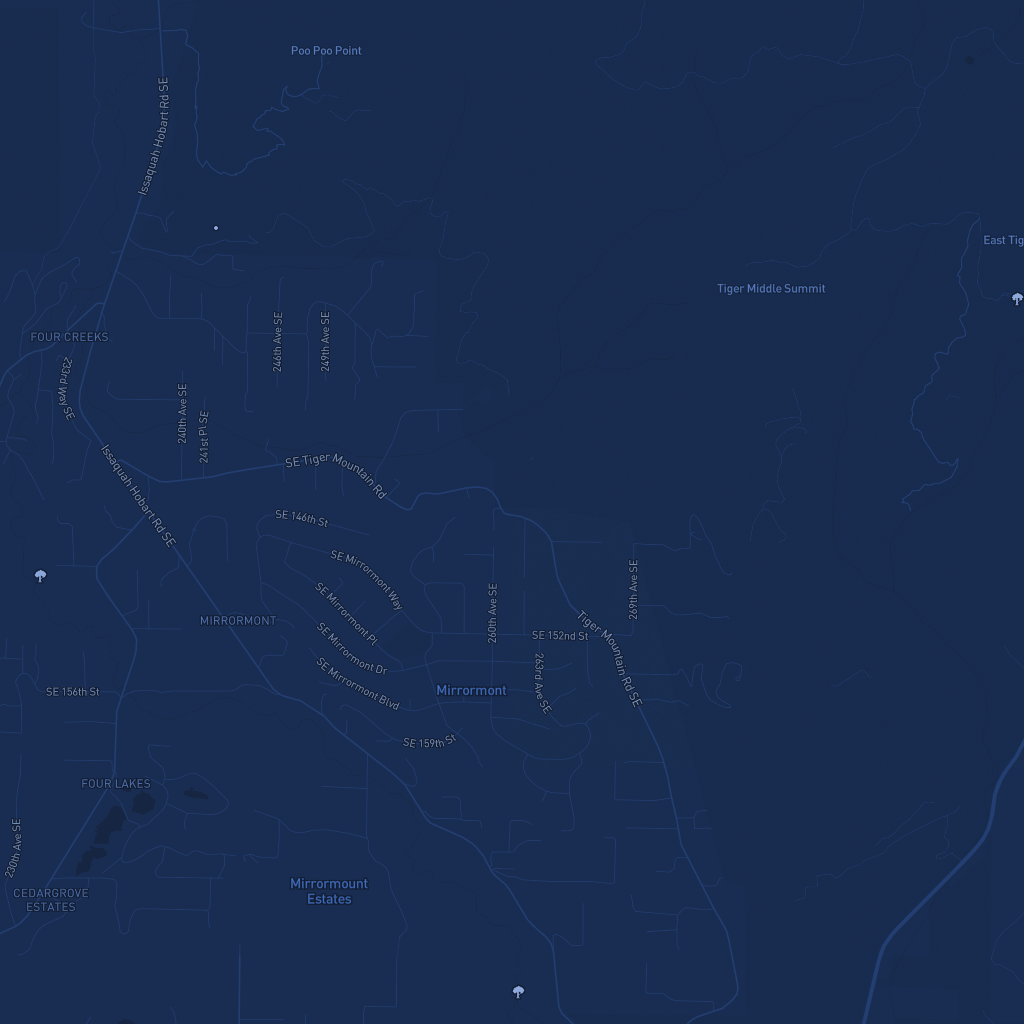 Poo Poo Point
Issaquah Hobart Rd SE
East Tig
Tiger Middle Summit
FOUR CREEKS
246th Ave SE
249th Ave SE
233rd Way SE
240th Ave SE
241st Pl SE
SE Tiger Mountain Rd
Issaquah Hobart Rd SE
SE 146th St
SE Mirrormont Way
SE Mirrormont Pl
260th Ave SE
269th Ave SE
MIRRORMONT
SE Mirrormont Dr
SE 152nd St
Tiger Mountain Rd SE
SE Mirrormont Blvd
263rd Ave SE
SE 156th St
Mirrormont
SE 159th St
FOUR LAKES
230th Ave SE
CEDARGROVE
ESTATES
Mirrormount
Estates